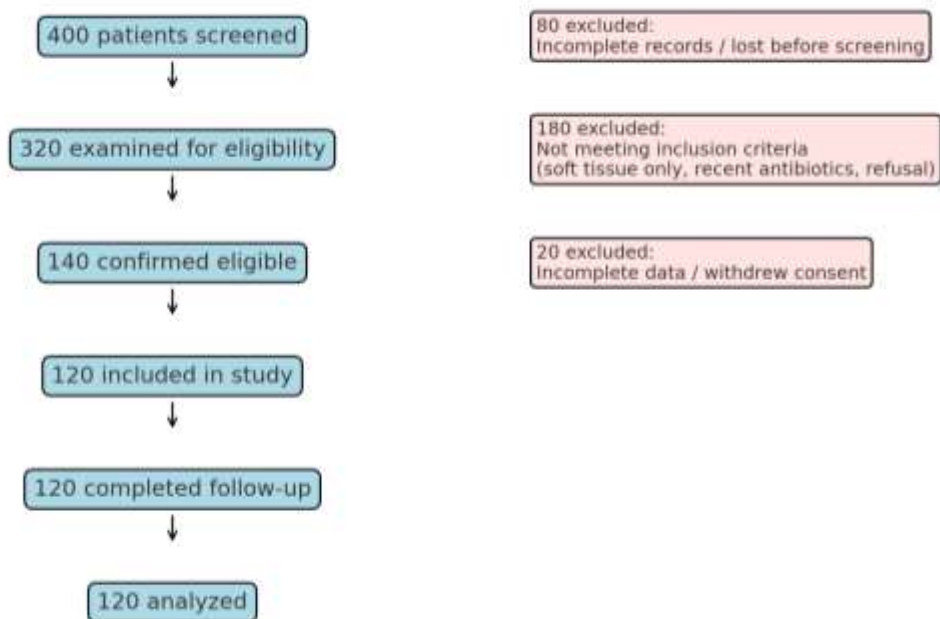 400 patients screened
80 excluded:
Incomplete records / lost before screening
320 examined for eligibility
180 excluded:
Not meeting inclusion criteria
(soft tissue only, recent antibiotics, refusal)
140 confirmed eligible
20 excluded:
Incomplete data / withdrew consent
120 included in study
120 completed follow-up
120 analyzed